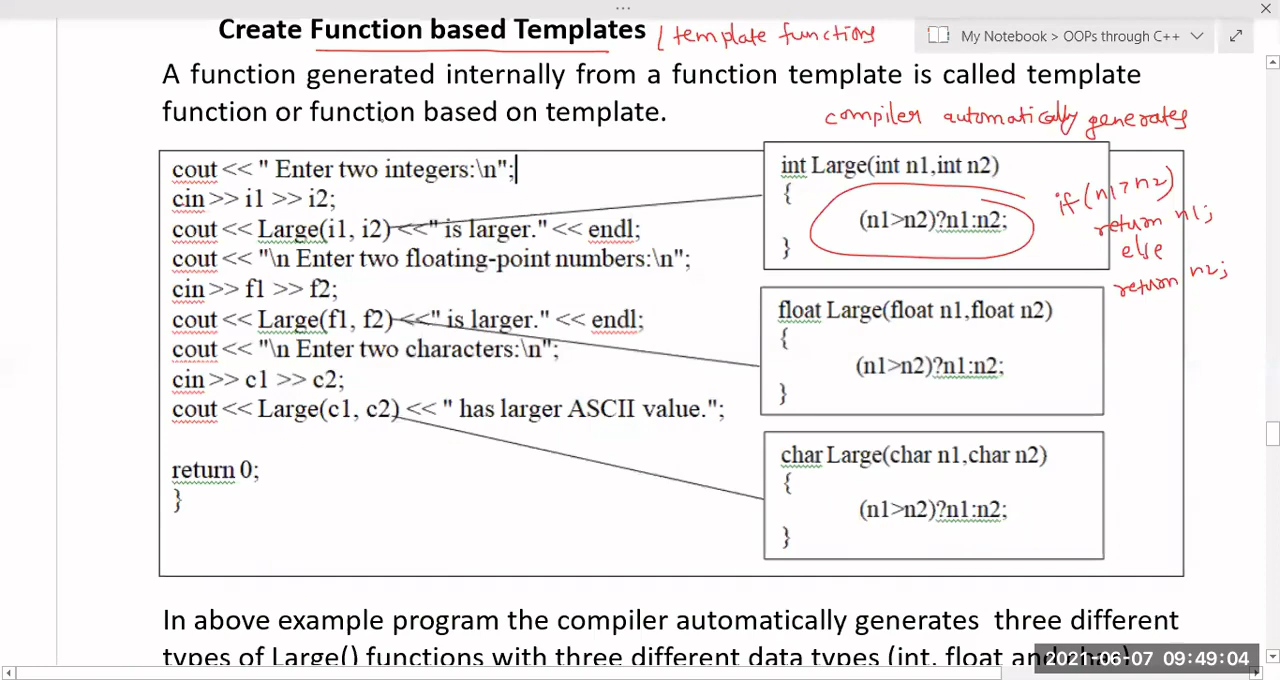 Create Function based Templates / template functions
My Notebook > OOPs through C++
A function generated internally from a function template is called template
function or function based on template.
compiler automatically generates
cout << " Enter two integers:\n";
cin >> i1 >> i2;
cout << Large(i1, i2) <<" is larger." << endl;
cout << "\n Enter two floating-point numbers:\n";
cin >> f1 >> f2;
cout << Large(f1, f2) <<" is larger." << endl;
cout << "\n Enter two characters:\n";
cin >> c1 >> c2;
cout << Large(c1, c2) << " has larger ASCII value.";
return 0;
}
int Large(int n1,int n2)
{
(n1>n2)?n1:n2;
}
if (n1>n2)
return n1;
else
return n2;
float Large(float n1,float n2)
{
(n1>n2)?n1:n2;
}
char Large(char n1,char n2)
{
(n1>n2)?n1:n2;
}
In above example program the compiler automatically generates three different
types of Large() functions with three different data types (int, float and char)
2021-06-07 09:49:04